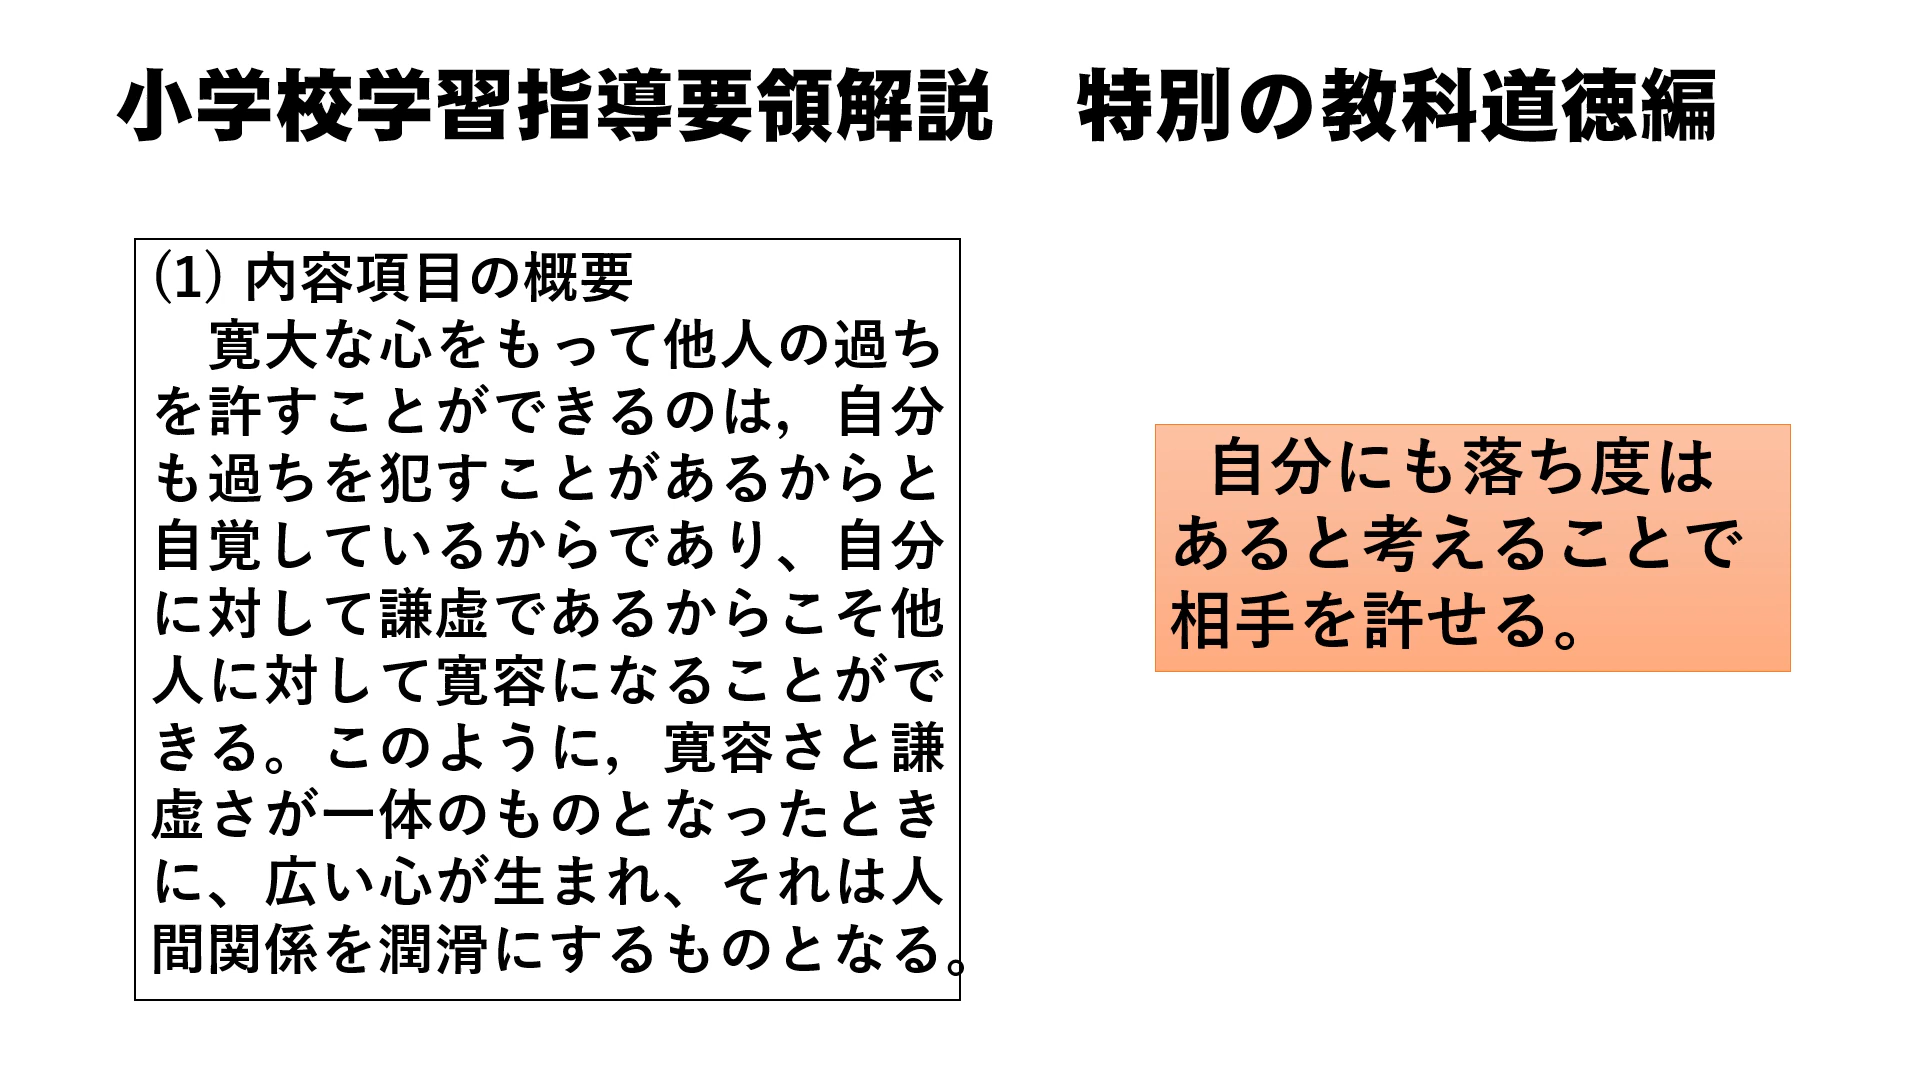 小学校学習指導要領解説　特別の教科道徳編
(1) 内容項目の概要
　寛大な心をもって他人の過ち
を許すことができるのは，自分
も過ちを犯すことがあるからと
自覚しているからであり、自分
に対して謙虚であるからこそ他
人に対して寛容になることがで
きる。このように，寛容さと謙
虚さが一体のものとなったとき
に、広い心が生まれ、それは人
間関係を潤滑にするものとなる。
　自分にも落ち度は
あると考えることで
相手を許せる。